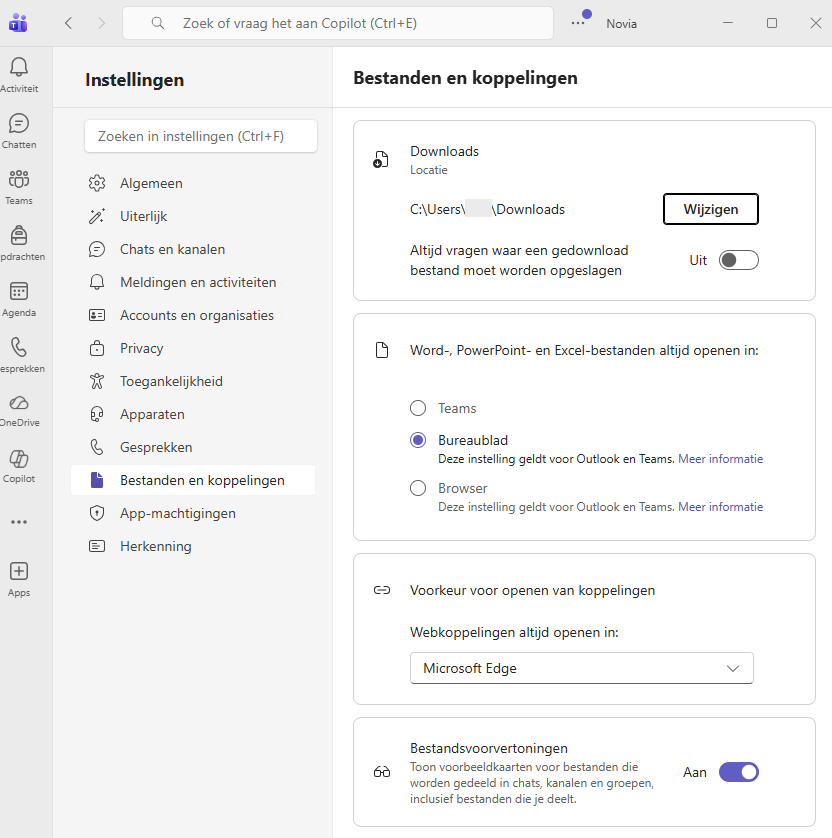 Zoek of vraag het aan Copilot (Ctrl+E)
Novia
Activiteit
Chatten
Teams
pdrachten
Agenda
esprekken
OneDrive
Copilot
Apps
Instellingen
Zoeken in instellingen (Ctrl+F)
Algemeen
Uiterlijk
Chats en kanalen
Meldingen en activiteiten
Accounts en organisaties
Privacy
Toegankelijkheid
Apparaten
Gesprekken
Bestanden en koppelingen
App-machtigingen
Herkenning
Bestanden en koppelingen
Downloads
Locatie
C:\Users\ \Downloads
Wijzigen
Altijd vragen waar een gedownload
bestand moet worden opgeslagen
Uit
Word-, PowerPoint- en Excel-bestanden altijd openen in:
Teams
Bureaublad
Deze instelling geldt voor Outlook en Teams. Meer informatie
Browser
Deze instelling geldt voor Outlook en Teams. Meer informatie
Voorkeur voor openen van koppelingen
Webkoppelingen altijd openen in:
Microsoft Edge
Bestandsvoorvertoningen
Toon voorbeeldkaarten voor bestanden die
worden gedeeld in chats, kanalen en groepen,
inclusief bestanden die je deelt.
Aan